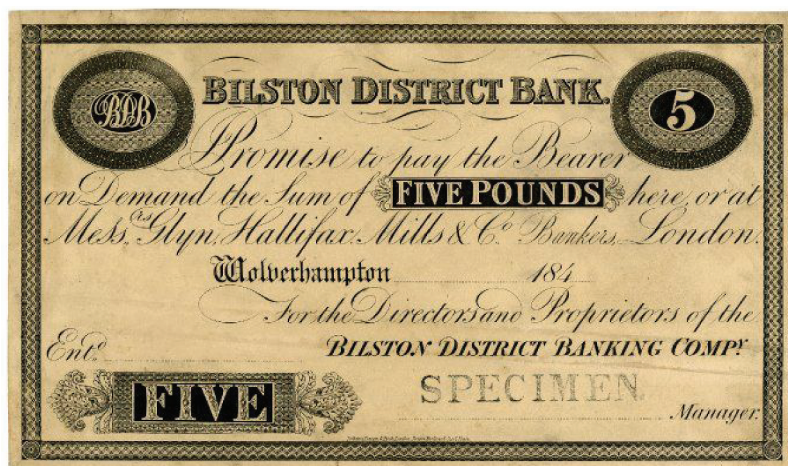 BDB
BILSTON DISTRICT BANK.
5
Promise to pay the Bearer
on Demand the Sum of FIVE POUNDS here, or at
Messrs. Glyn, Hallifax, Mills & Co. Bankers, London.
Wolverhampton 184
For the Directors and Proprietors of the
Entd.
BILSTON DISTRICT BANKING COMPY.
FIVE
SPECIMEN
Manager.